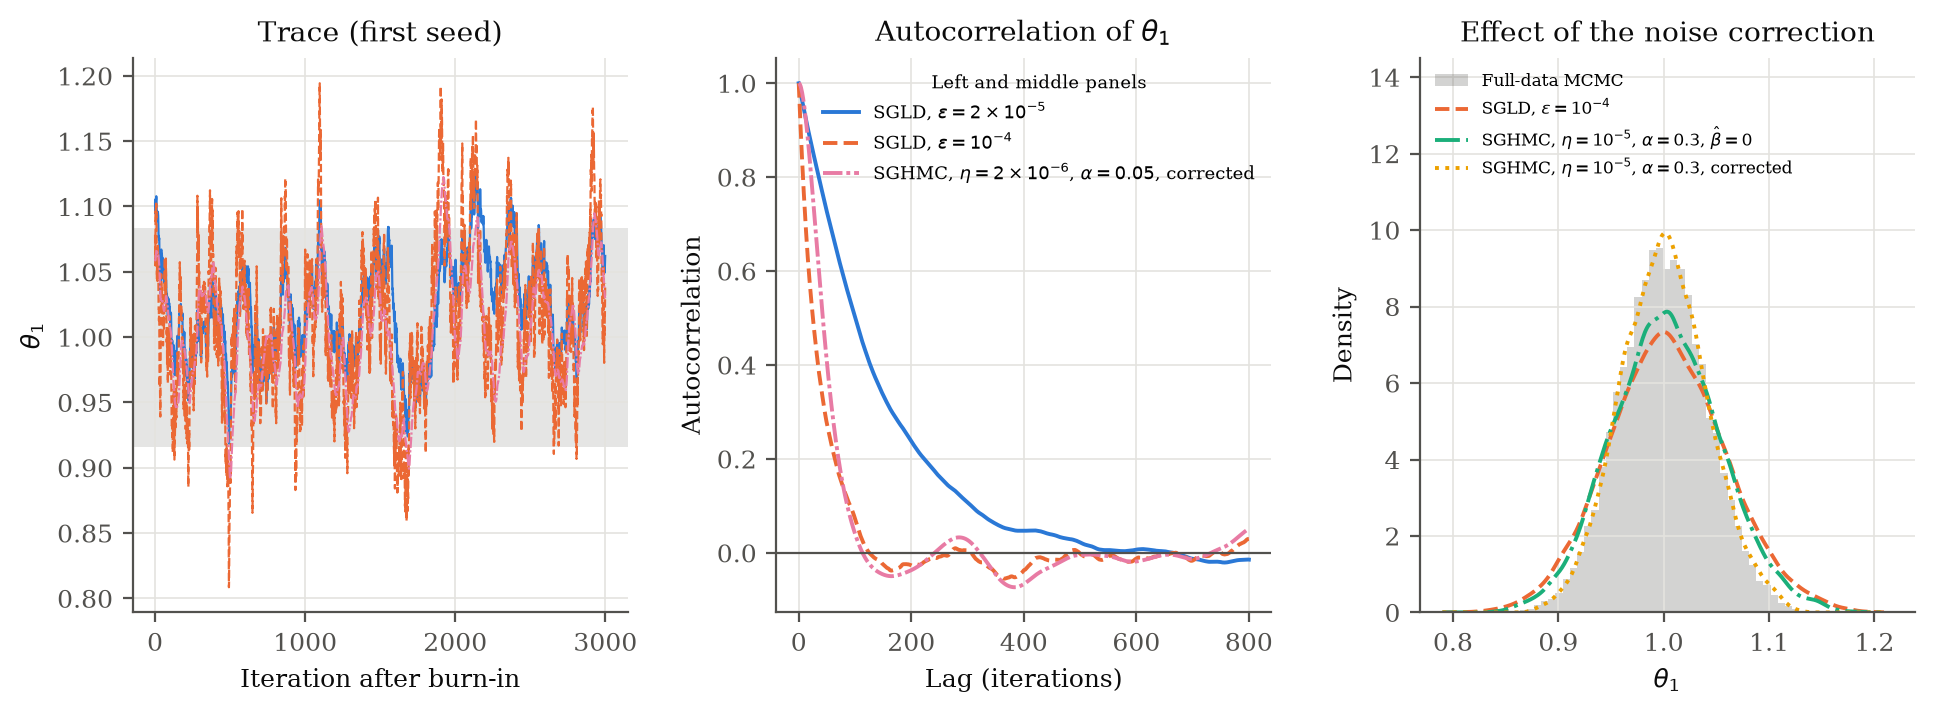 Trace (first seed)
1.20
1.15
1.10
1.05
1.00
0.95
0.90
0.85
0.80
θ₁
0 1000 2000 3000
Iteration after burn-in
Autocorrelation of θ₁
1.0
0.8
0.6
0.4
0.2
0.0
Autocorrelation
Left and middle panels
SGLD, ε = 2 × 10⁻⁵
SGLD, ε = 10⁻⁴
SGHMC, η = 2 × 10⁻⁶, α = 0.05, corrected
0 200 400 600 800
Lag (iterations)
Effect of the noise correction
14
12
10
8
6
4
2
0
Density
Full-data MCMC
SGLD, ε = 10⁻⁴
SGHMC, η = 10⁻⁵, α = 0.3, β̂ = 0
SGHMC, η = 10⁻⁵, α = 0.3, corrected
0.8 0.9 1.0 1.1 1.2
θ₁